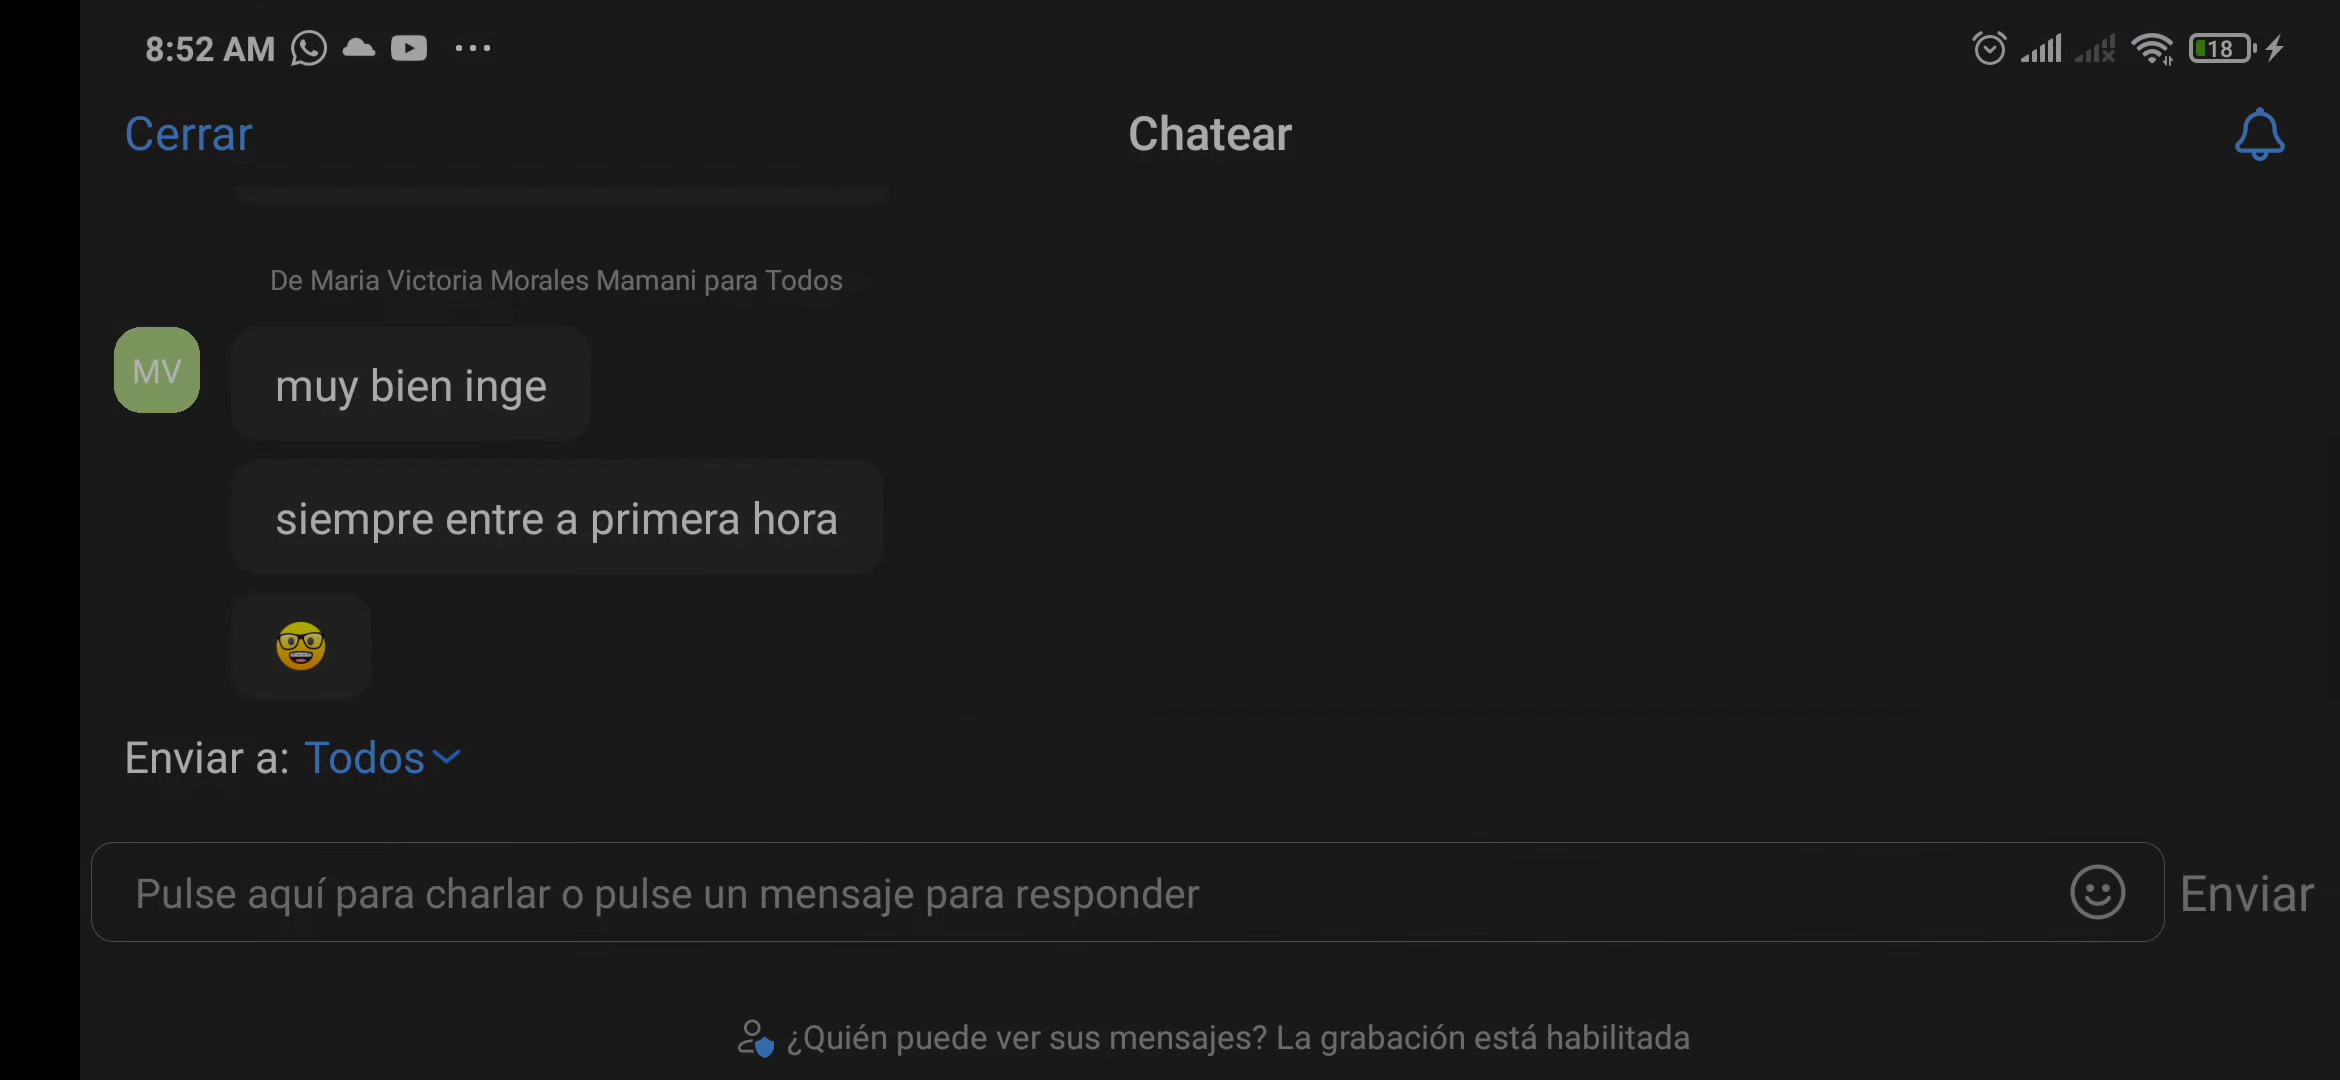 8:52 AM
18
Cerrar
Chatear
De Maria Victoria Morales Mamani para Todos
MV
muy bien inge
siempre entre a primera hora
🤓
Enviar a: Todos
Pulse aquí para charlar o pulse un mensaje para responder
Enviar
¿Quién puede ver sus mensajes? La grabación está habilitada